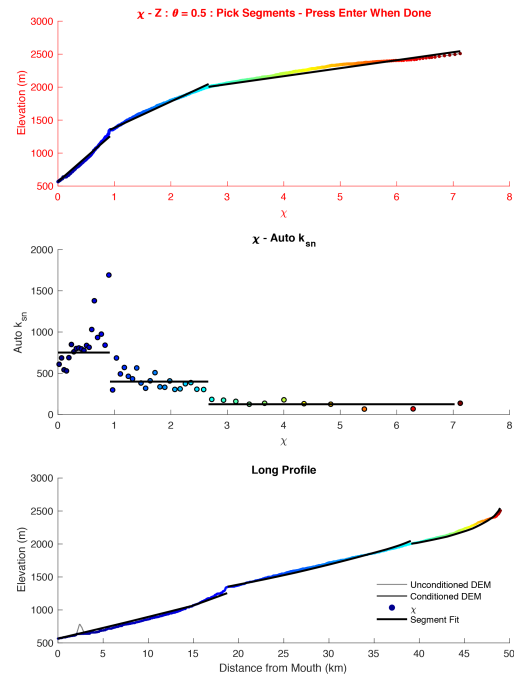 χ - Z : θ = 0.5 : Pick Segments - Press Enter When Done
3000
2500
2000
1500
1000
500
Elevation (m)
0 1 2 3 4 5 6 7 8
χ
χ - Auto k_sn
2000
1500
1000
500
0
Auto k_sn
0 1 2 3 4 5 6 7 8
χ
Long Profile
3000
2500
2000
1500
1000
500
Elevation (m)
Unconditioned DEM
Conditioned DEM
χ
Segment Fit
0 5 10 15 20 25 30 35 40 45 50
Distance from Mouth (km)